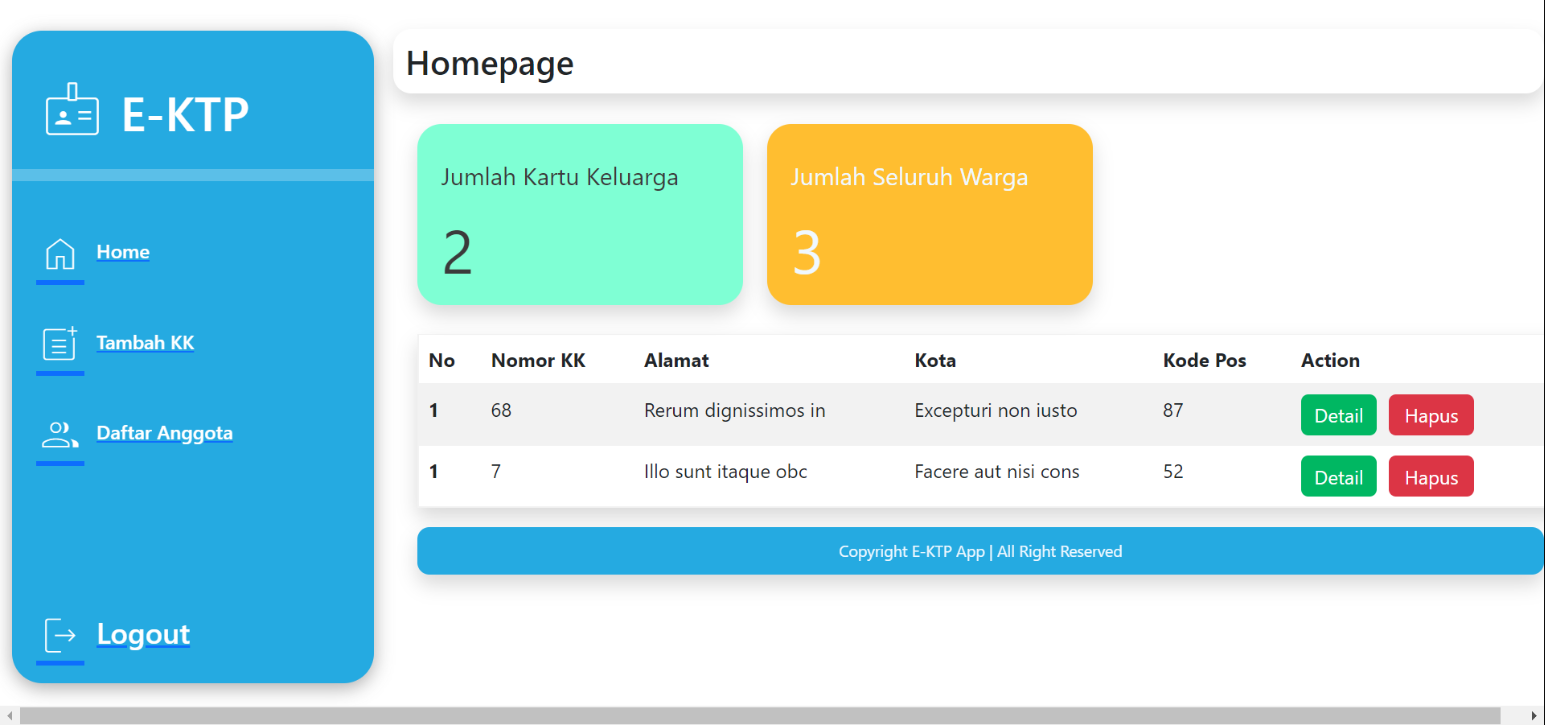 E-KTP
Home
Tambah KK
Daftar Anggota
Logout
Homepage
Jumlah Kartu Keluarga
2
Jumlah Seluruh Warga
3
No Nomor KK Alamat Kota Kode Pos Action
1 68 Rerum dignissimos in Excepturi non iusto 87 Detail Hapus
1 7 Illo sunt itaque obc Facere aut nisi cons 52 Detail Hapus
Copyright E-KTP App | All Right Reserved